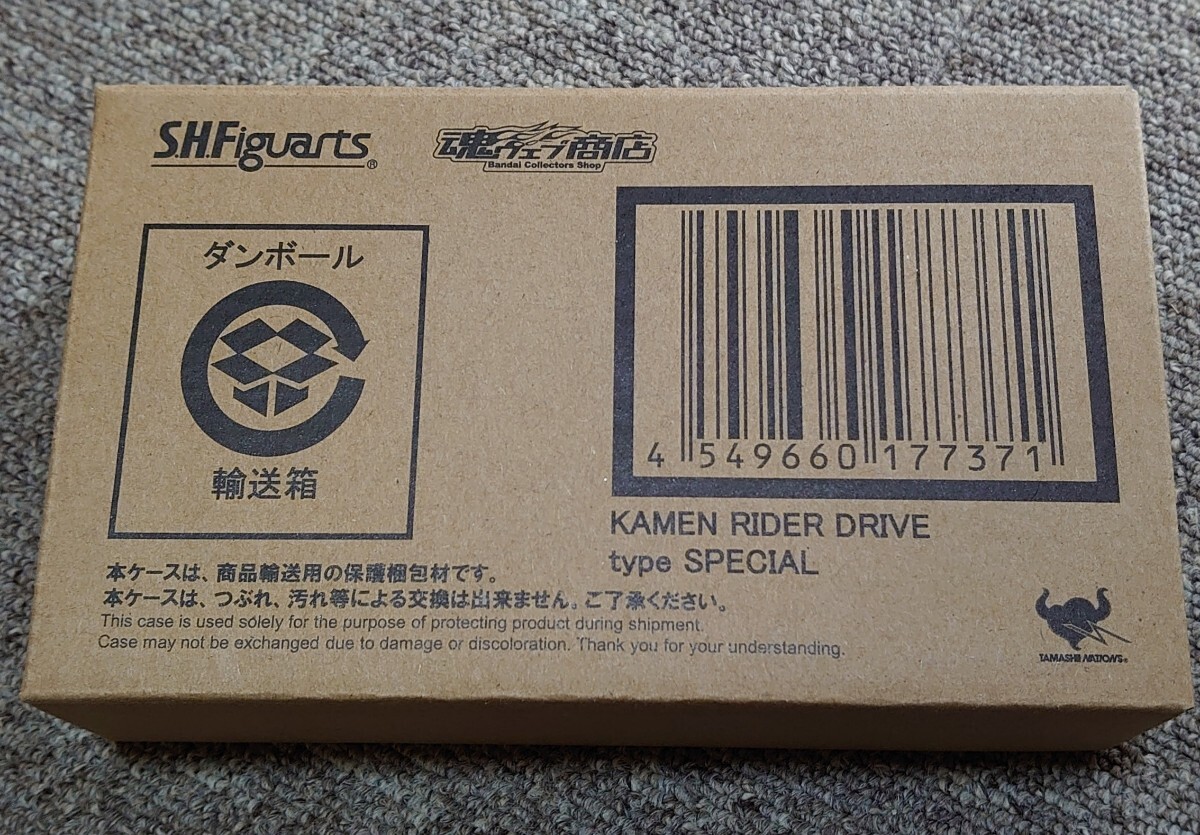 S.H.Figuarts®
魂ウェブ商店
Bandai Collectors Shop
ダンボール
輸送箱
4 549660 177371
KAMEN RIDER DRIVE
type SPECIAL
本ケースは、商品輸送用の保護梱包材です。
本ケースは、つぶれ、汚れ等による交換は出来ません。ご了承ください。
This case is used solely for the purpose of protecting product during shipment.
Case may not be exchanged due to damage or discoloration. Thank you for your understanding.
TAMASHII NATIONS®